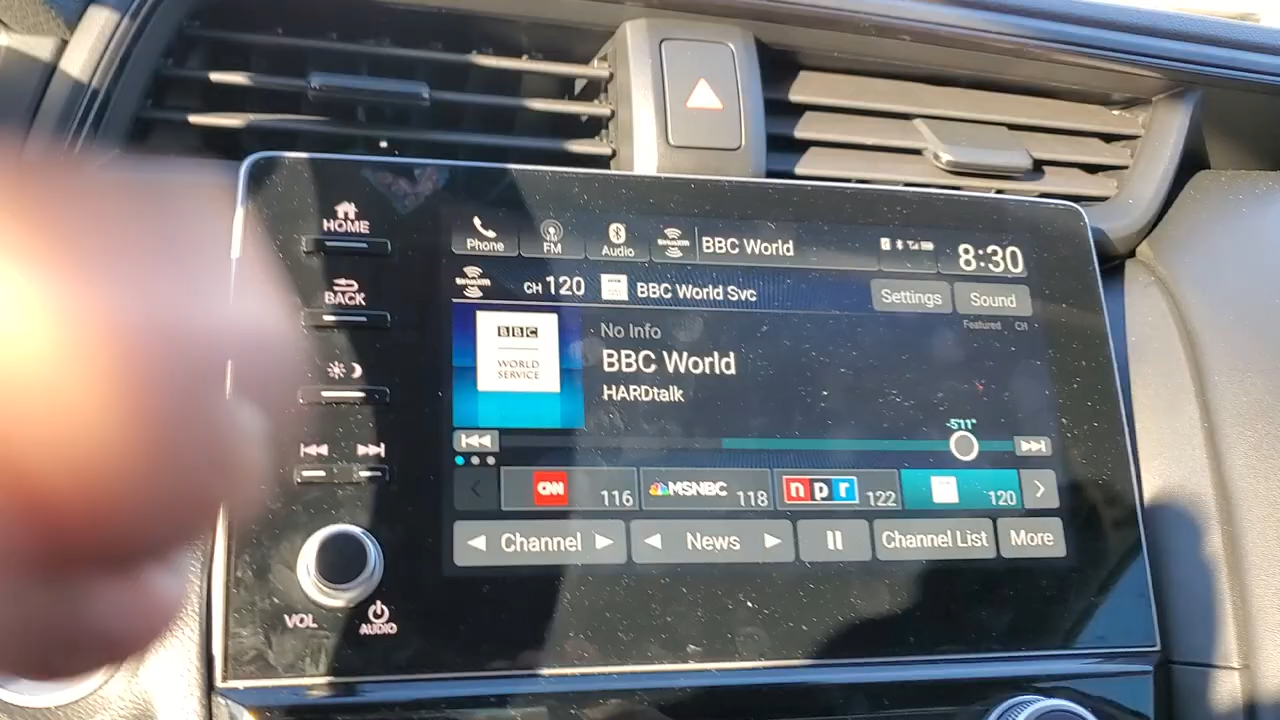 HOME
BACK
VOL
AUDIO
Phone
FM
Audio
SiriusXM
BBC World
8:30
SiriusXM
CH 120
BBC World Svc
Settings
Sound
Featured CH
BBC
WORLD
SERVICE
No Info
BBC World
HARDtalk
-5'11"
CNN 116
MSNBC 118
npr 122
120
Channel
News
Channel List
More